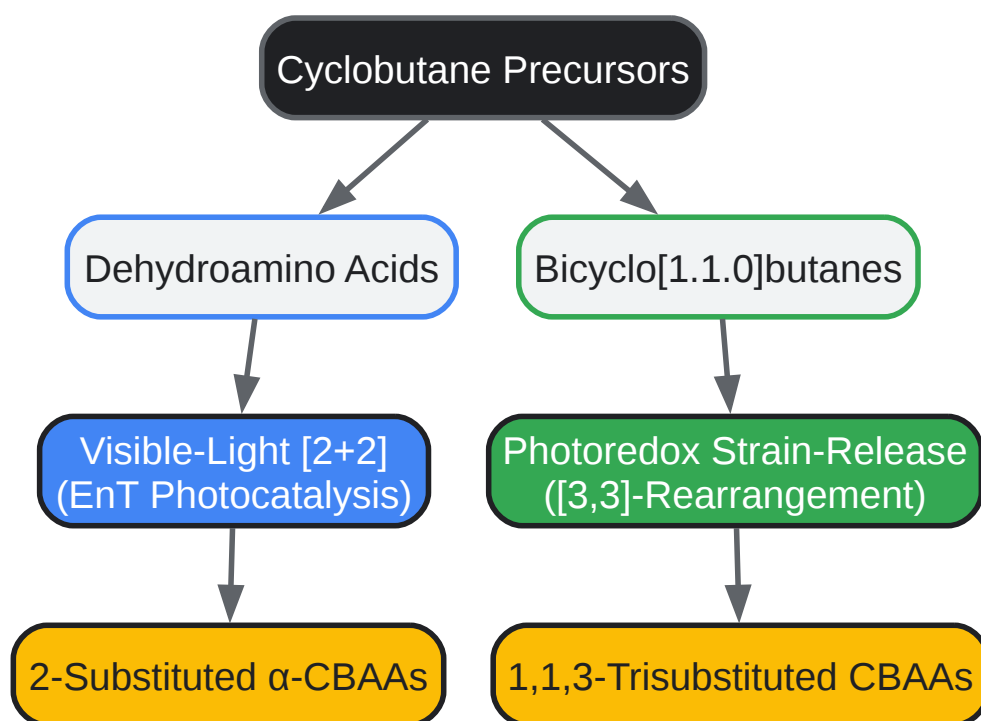 Cyclobutane Precursors
Dehydroamino Acids
Bicyclo[1.1.0]butanes
Visible-Light [2+2]
(EnT Photocatalysis)
Photoredox Strain-Release
([3,3]-Rearrangement)
2-Substituted α-CBAAs
1,1,3-Trisubstituted CBAAs